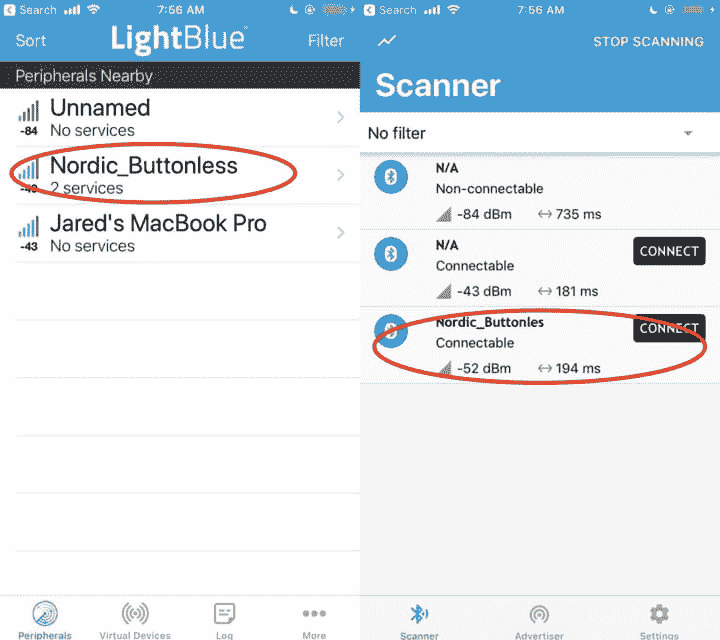 Search
7:56 AM
Sort
LightBlue
Filter
Peripherals Nearby
Unnamed
-84
No services
Nordic_Buttonless
2 services
Jared's MacBook Pro
-43
No services
Peripherals
Virtual Devices
Log
More
Search
7:56 AM
STOP SCANNING
Scanner
No filter
N/A
Non-connectable
-84 dBm
735 ms
N/A
Connectable
CONNECT
-43 dBm
181 ms
Nordic_Buttonles
Connectable
CONNECT
-52 dBm
194 ms
Scanner
Advertiser
Settings